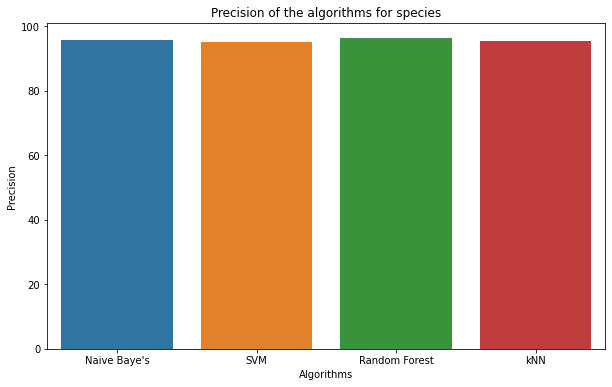 Precision of the algorithms for species
100
80
60
40
20
0
Precision
Naive Baye's SVM Random Forest kNN
Algorithms